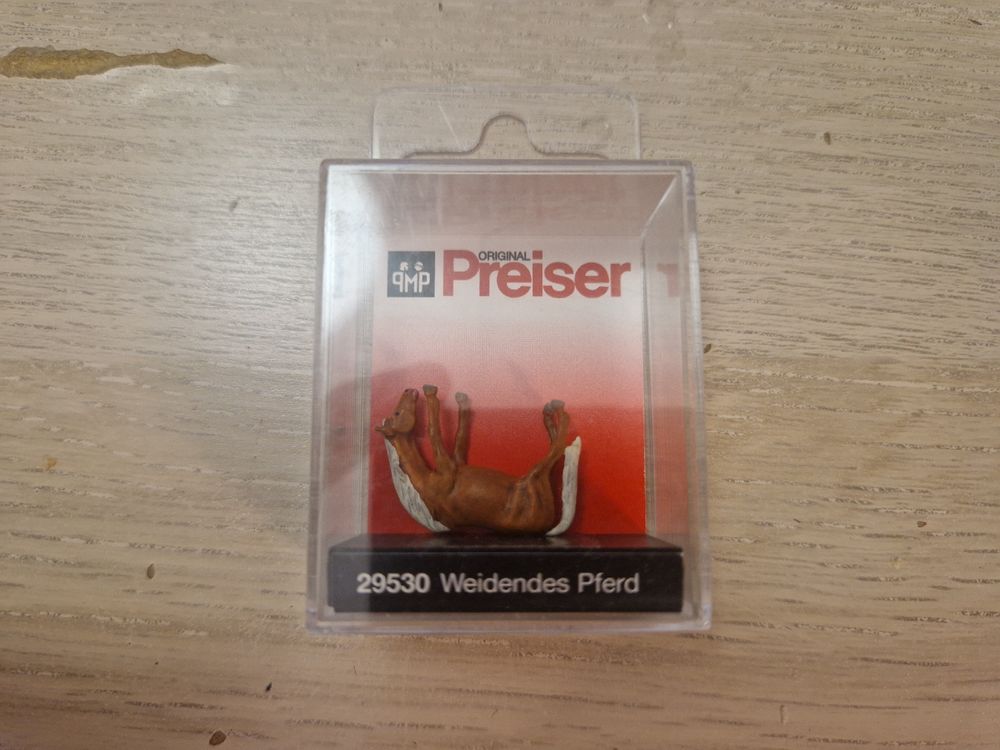 PMP ORIGINAL
Preiser
29530 Weidendes Pferd